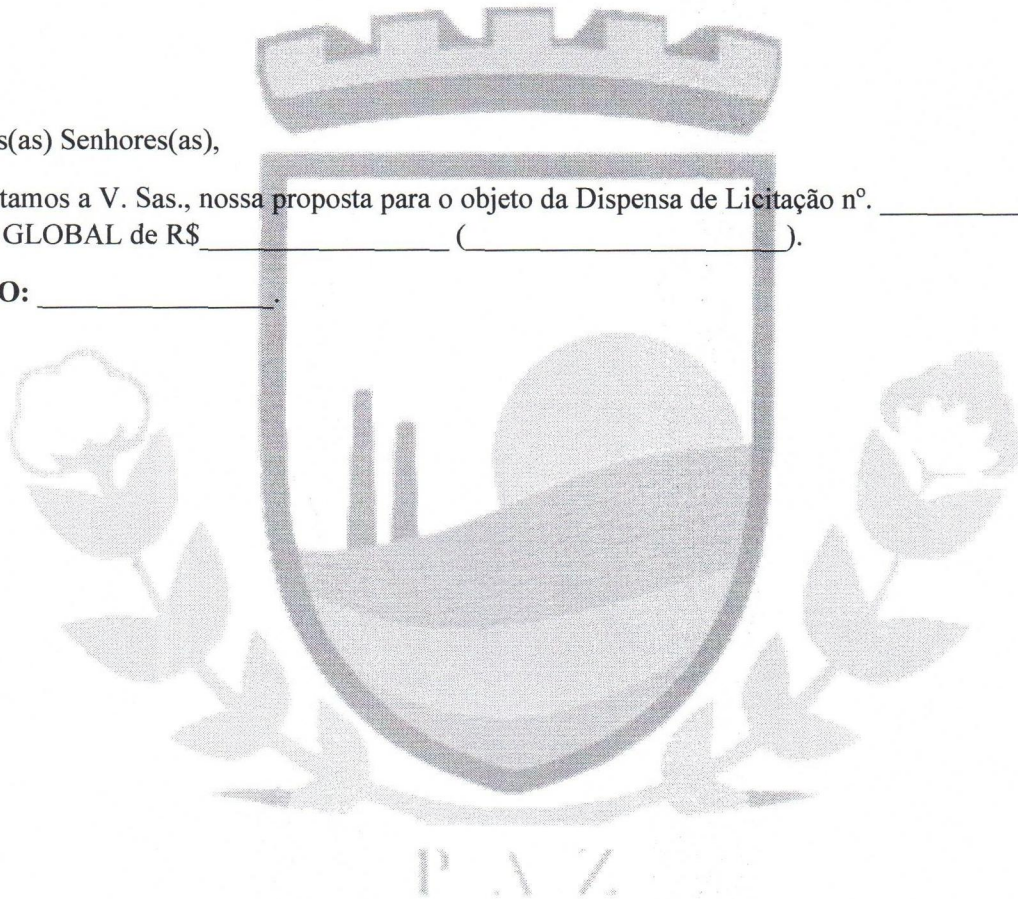 s(as) Senhores(as),
tamos a V. Sas., nossa proposta para o objeto da Dispensa de Licitação nº. __________
GLOBAL de R$_________________ (______________________).
O: ________________.
P A Z